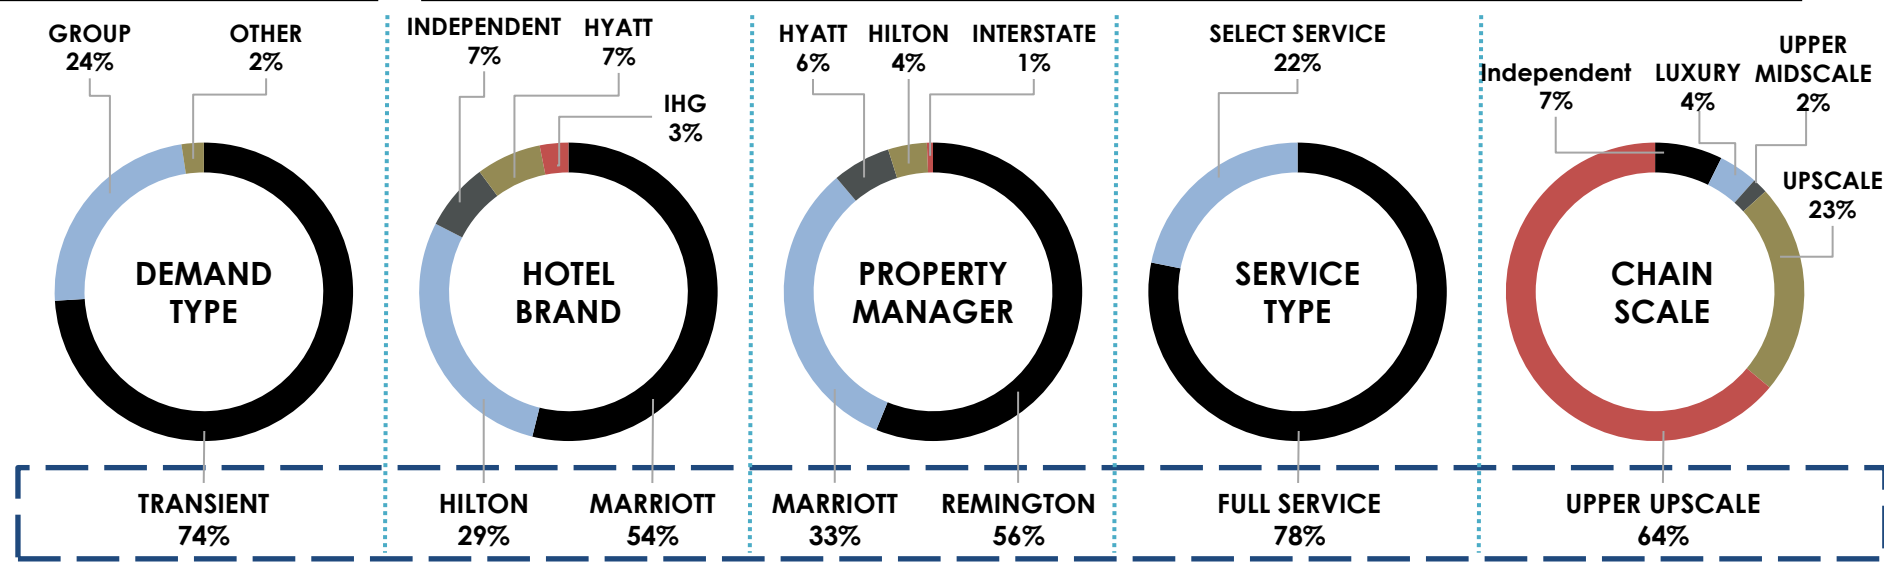 GROUP
24%
OTHER
2%
DEMAND
TYPE
TRANSIENT
74%
INDEPENDENT
7%
HYATT
7%
IHG
3%
HOTEL
BRAND
HILTON
29%
MARRIOTT
54%
HYATT
6%
HILTON
4%
INTERSTATE
1%
PROPERTY
MANAGER
MARRIOTT
33%
REMINGTON
56%
SELECT SERVICE
22%
SERVICE
TYPE
FULL SERVICE
78%
Independent
7%
LUXURY
4%
UPPER
MIDSCALE
2%
UPSCALE
23%
CHAIN
SCALE
UPPER UPSCALE
64%